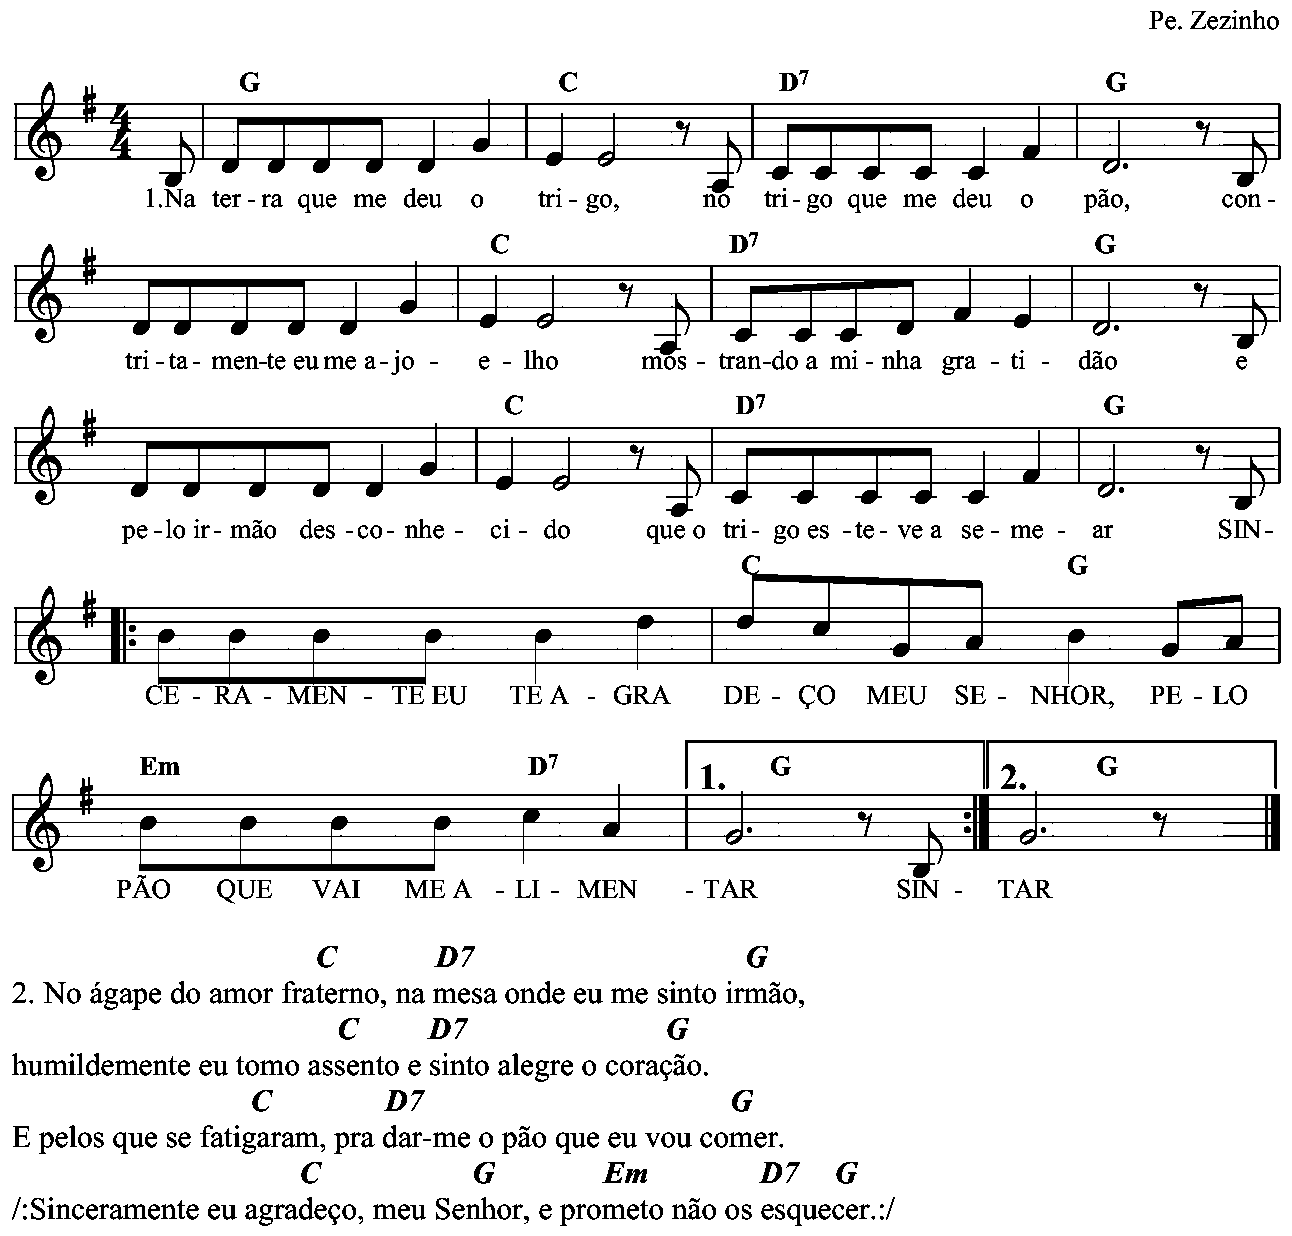 Pe. Zezinho
G C D7 G
4
4
1.Na ter - ra que me deu o tri - go, no tri - go que me deu o pão, con -
C D7 G
tri - ta - men-te eu me a-jo - e - lho mos - tran-do a mi - nha gra - ti - dão e
C D7 G
pe - lo ir - mão des - co - nhe - ci - do que o tri - go es - te - ve a se - me - ar SIN-
C G
CE - RA - MEN - TE EU TE A - GRA DE - ÇO MEU SE - NHOR, PE - LO
Em D7 1. G 2. G
PÃO QUE VAI ME A - LI - MEN - TAR SIN - TAR
C D7 G
2. No ágape do amor fraterno, na mesa onde eu me sinto irmão,
C D7 G
humildemente eu tomo assento e sinto alegre o coração.
C D7 G
E pelos que se fatigaram, pra dar-me o pão que eu vou comer.
C G Em D7 G
/:Sinceramente eu agradeço, meu Senhor, e prometo não os esquecer.:/